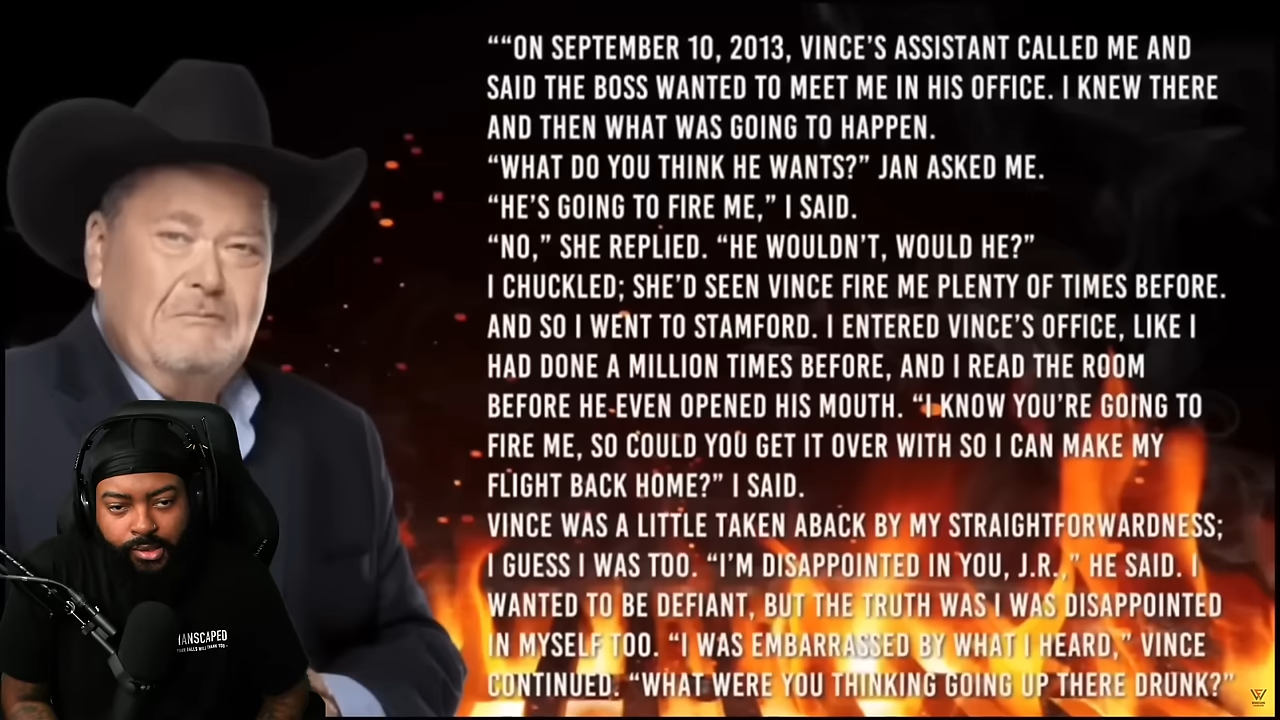 ““ON SEPTEMBER 10, 2013, VINCE’S ASSISTANT CALLED ME AND
SAID THE BOSS WANTED TO MEET ME IN HIS OFFICE. I KNEW THERE
AND THEN WHAT WAS GOING TO HAPPEN.
“WHAT DO YOU THINK HE WANTS?” JAN ASKED ME.
“HE’S GOING TO FIRE ME,” I SAID.
“NO,” SHE REPLIED. “HE WOULDN’T, WOULD HE?”
I CHUCKLED; SHE’D SEEN VINCE FIRE ME PLENTY OF TIMES BEFORE.
AND SO I WENT TO STAMFORD. I ENTERED VINCE’S OFFICE, LIKE I
HAD DONE A MILLION TIMES BEFORE, AND I READ THE ROOM
BEFORE HE EVEN OPENED HIS MOUTH. “I KNOW YOU’RE GOING TO
FIRE ME, SO COULD YOU GET IT OVER WITH SO I CAN MAKE MY
FLIGHT BACK HOME?” I SAID.
VINCE WAS A LITTLE TAKEN ABACK BY MY STRAIGHTFORWARDNESS;
I GUESS I WAS TOO. “I’M DISAPPOINTED IN YOU, J.R.,” HE SAID. I
WANTED TO BE DEFIANT, BUT THE TRUTH WAS I WAS DISAPPOINTED
IN MYSELF TOO. “I WAS EMBARRASSED BY WHAT I HEARD,” VINCE
CONTINUED. “WHAT WERE YOU THINKING GOING UP THERE DRUNK?”
IANSCAPED